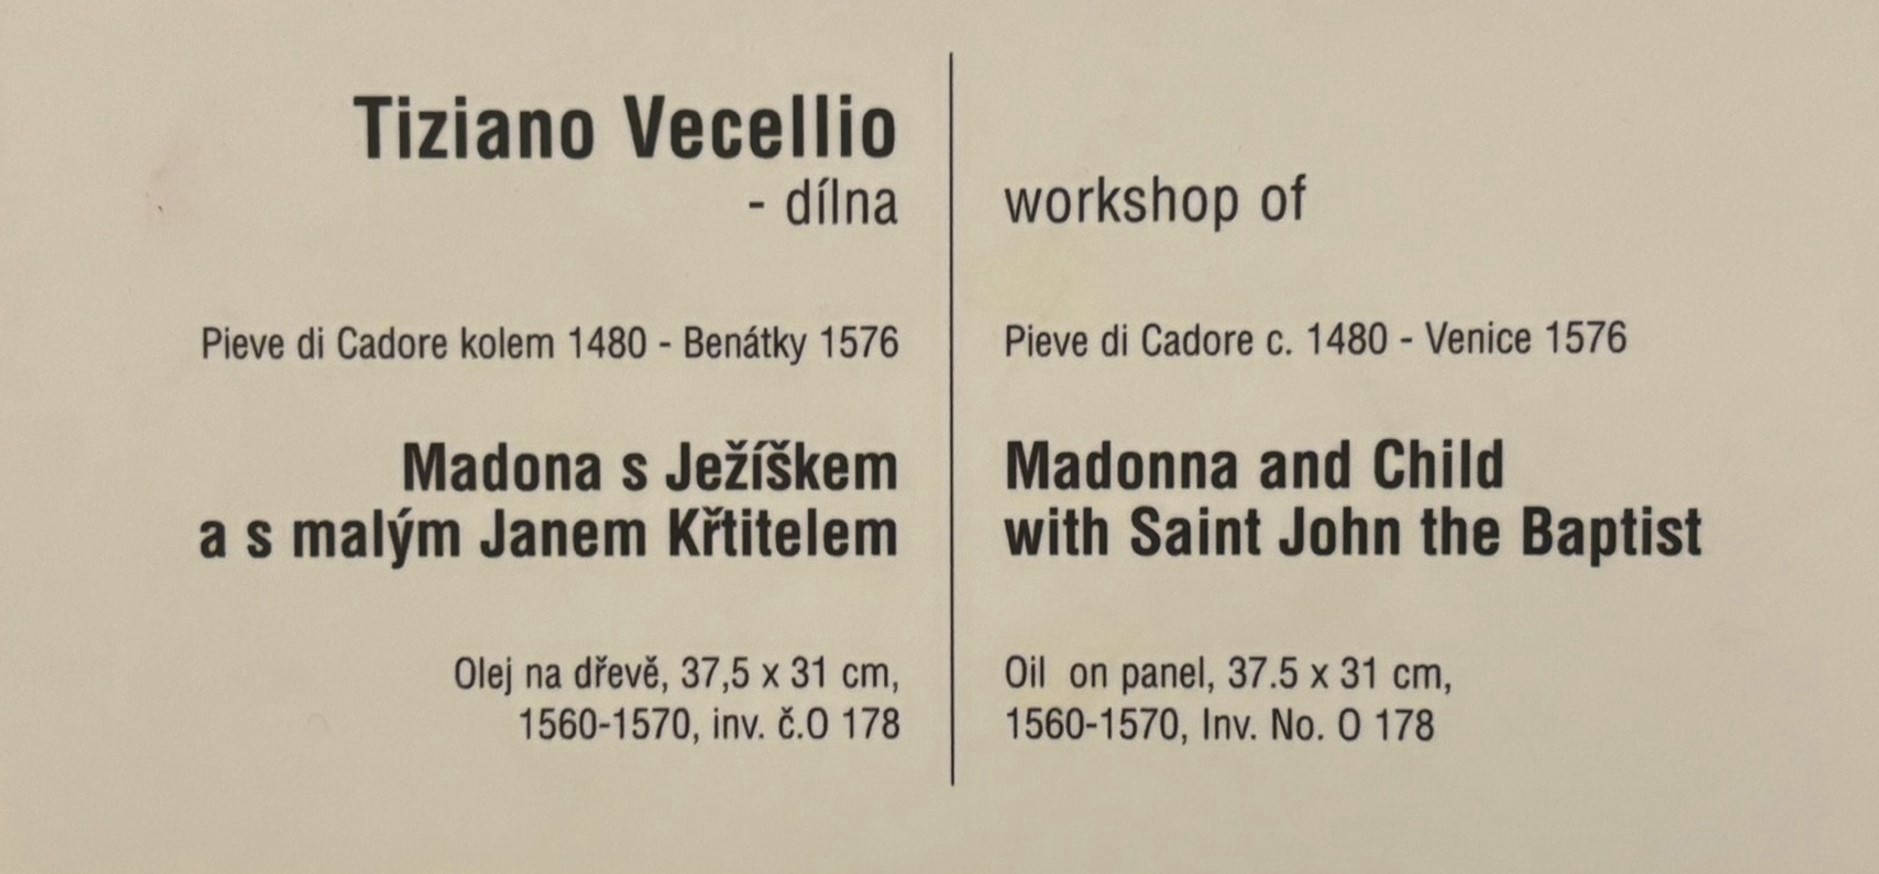 Tiziano Vecellio
- dílna
Pieve di Cadore kolem 1480 - Benátky 1576
Madona s Ježíškem
a s malým Janem Křtitelem
Olej na dřevě, 37,5 x 31 cm,
1560-1570, inv. č.O 178
workshop of
Pieve di Cadore c. 1480 - Venice 1576
Madonna and Child
with Saint John the Baptist
Oil on panel, 37.5 x 31 cm,
1560-1570, Inv. No. O 178